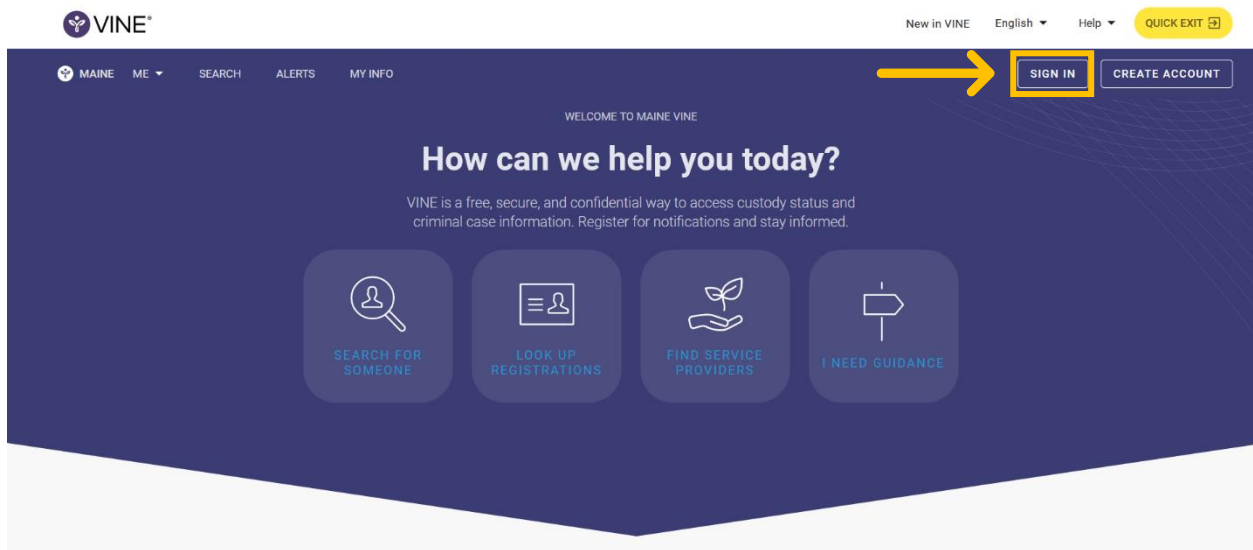 VINE®
New in VINE
English
Help
QUICK EXIT
MAINE
ME
SEARCH
ALERTS
MY INFO
SIGN IN
CREATE ACCOUNT
WELCOME TO MAINE VINE
How can we help you today?
VINE is a free, secure, and confidential way to access custody status and
criminal case information. Register for notifications and stay informed.
SEARCH FOR
SOMEONE
LOOK UP
REGISTRATIONS
FIND SERVICE
PROVIDERS
I NEED GUIDANCE